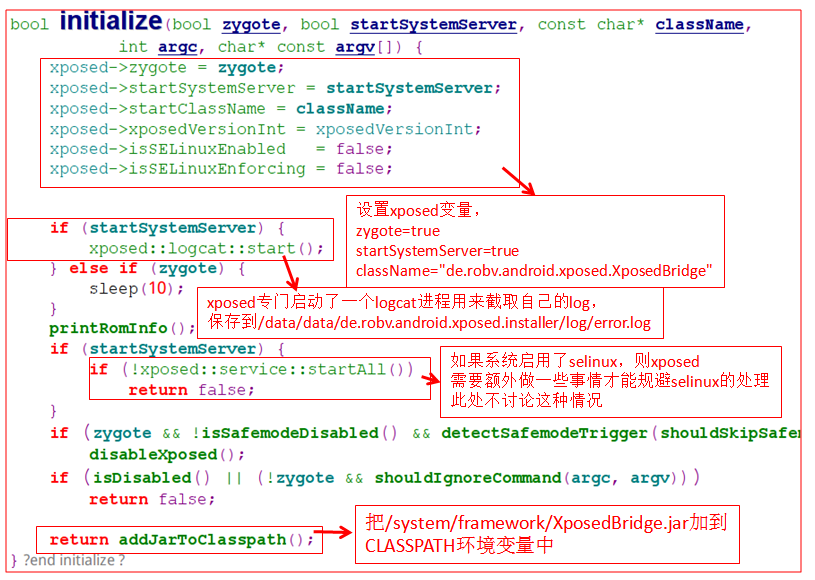 bool initialize(bool zygote, bool startSystemServer, const char* className,
int argc, char* const argv[]) {
xposed->zygote = zygote;
xposed->startSystemServer = startSystemServer;
xposed->startClassName = className;
xposed->xposedVersionInt = xposedVersionInt;
xposed->isSELinuxEnabled = false;
xposed->isSELinuxEnforcing = false;
设置xposed变量，
zygote=true
startSystemServer=true
className="de.robv.android.xposed.XposedBridge"
if (startSystemServer) {
xposed::logcat::start();
} else if (zygote) {
sleep(10);
}
xposed专门启动了一个logcat进程用来截取自己的log，
保存到/data/data/de.robv.android.xposed.installer/log/error.log
printRomInfo();
if (startSystemServer) {
if (!xposed::service::startAll())
return false;
}
如果系统启用了selinux，则xposed
需要额外做一些事情才能规避selinux的处理
此处不讨论这种情况
if (zygote && !isSafemodeDisabled() && detectSafemodeTrigger(shouldSkipSafem
disableXposed();
if (isDisabled() || (!zygote && shouldIgnoreCommand(argc, argv)))
return false;
return addJarToClasspath();
} ?end initialize ?
把/system/framework/XposedBridge.jar加到
CLASSPATH环境变量中